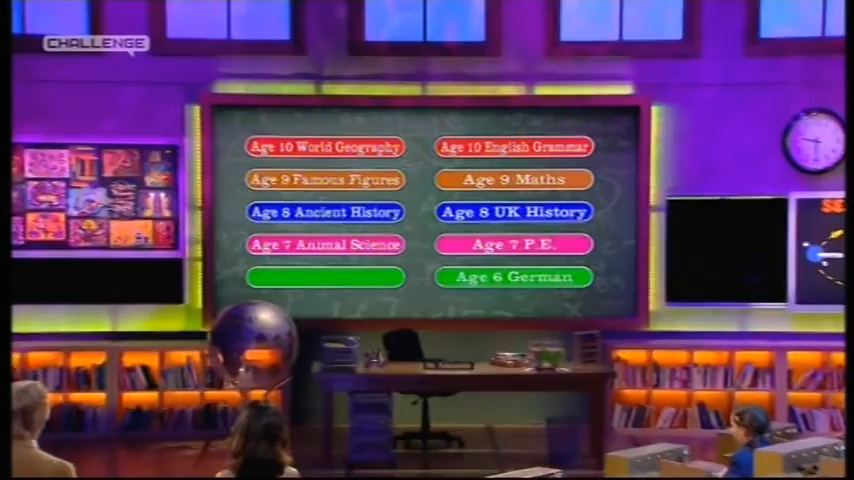 CHALLENGE
Age 10 World Geography
Age 10 English Grammar
Age 9 Famous Figures
Age 9 Maths
Age 8 Ancient History
Age 8 UK History
Age 7 Animal Science
Age 7 P.E.
Age 6 German